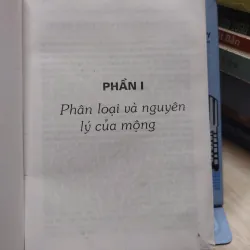 PHẦN I
Phân loại và nguyên
lý của mộng